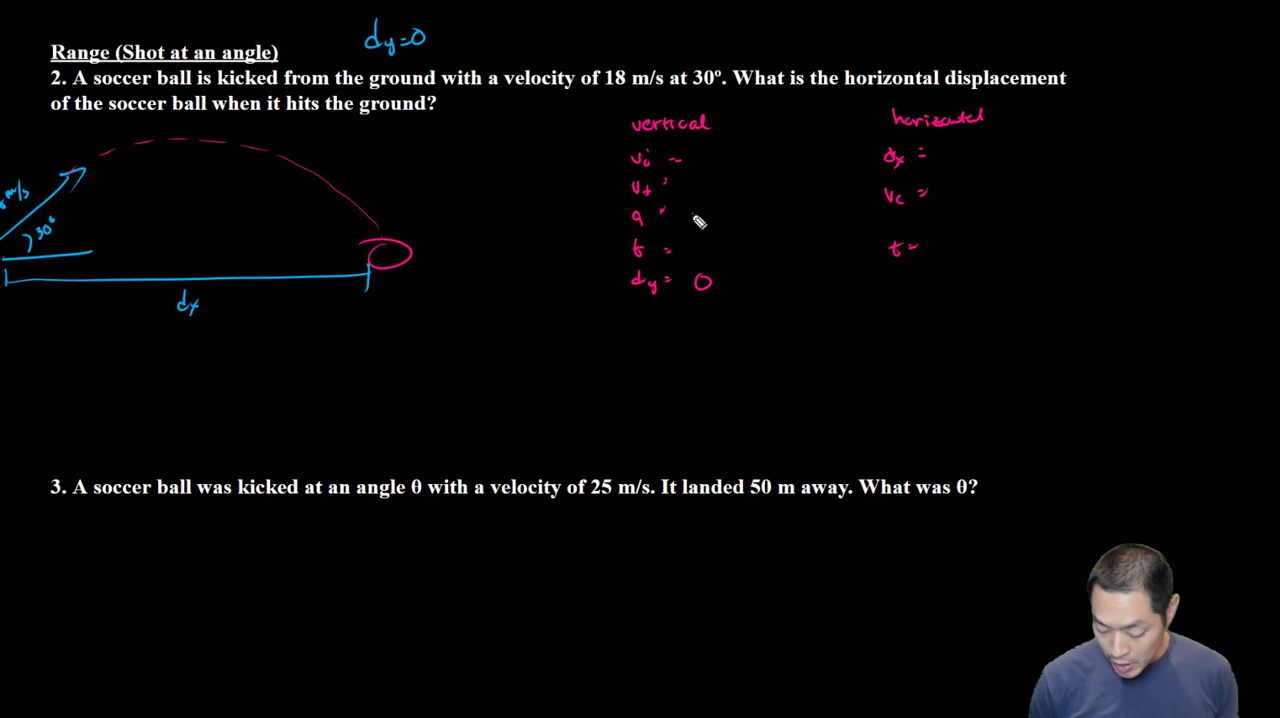 dy=0
Range (Shot at an angle)
2. A soccer ball is kicked from the ground with a velocity of 18 m/s at 30º. What is the horizontal displacement
of the soccer ball when it hits the ground?
vertical
vi =
vf =
a =
t =
dy= 0
horizontal
dx =
vc =
t=
m/s
30°
dx
3. A soccer ball was kicked at an angle θ with a velocity of 25 m/s. It landed 50 m away. What was θ?